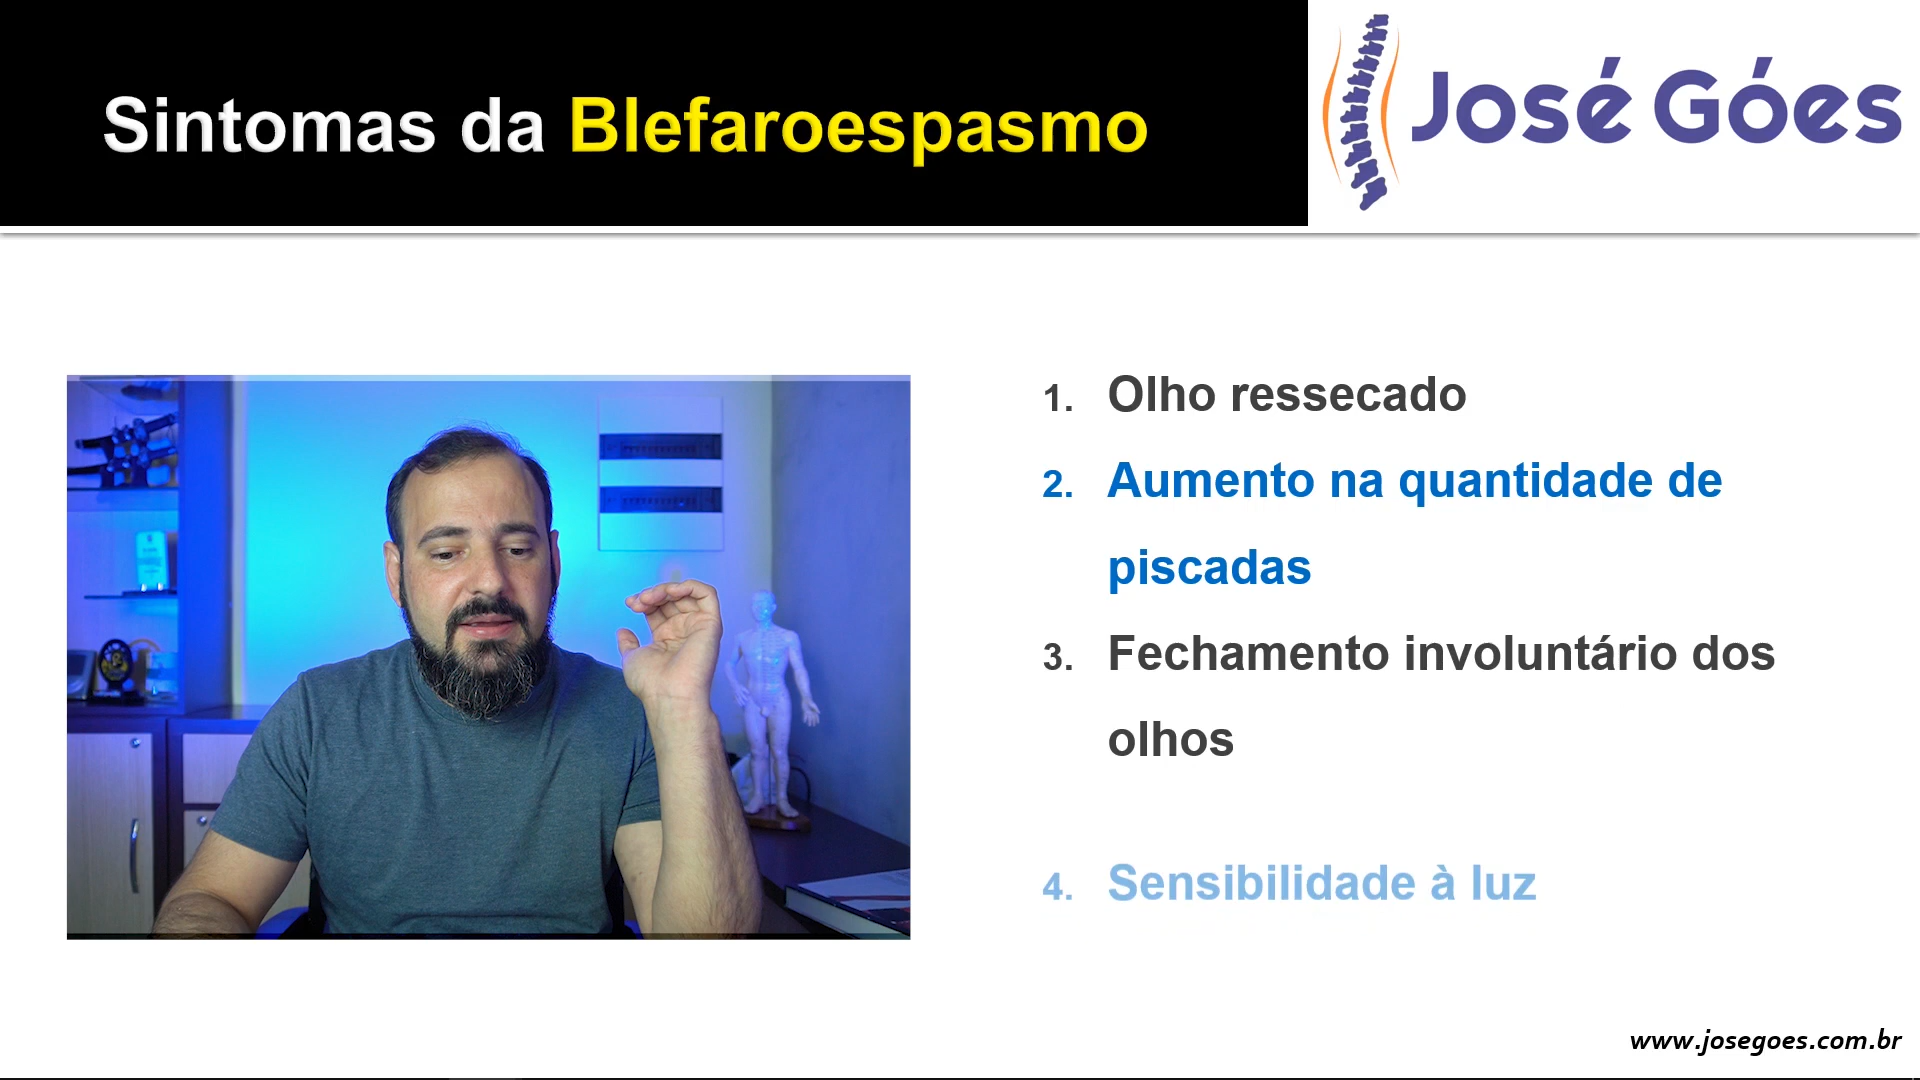 Sintomas da Blefaroespasmo
José Góes
1. Olho ressecado
2. Aumento na quantidade de
piscadas
3. Fechamento involuntário dos
olhos
4. Sensibilidade à luz
www.josegoes.com.br